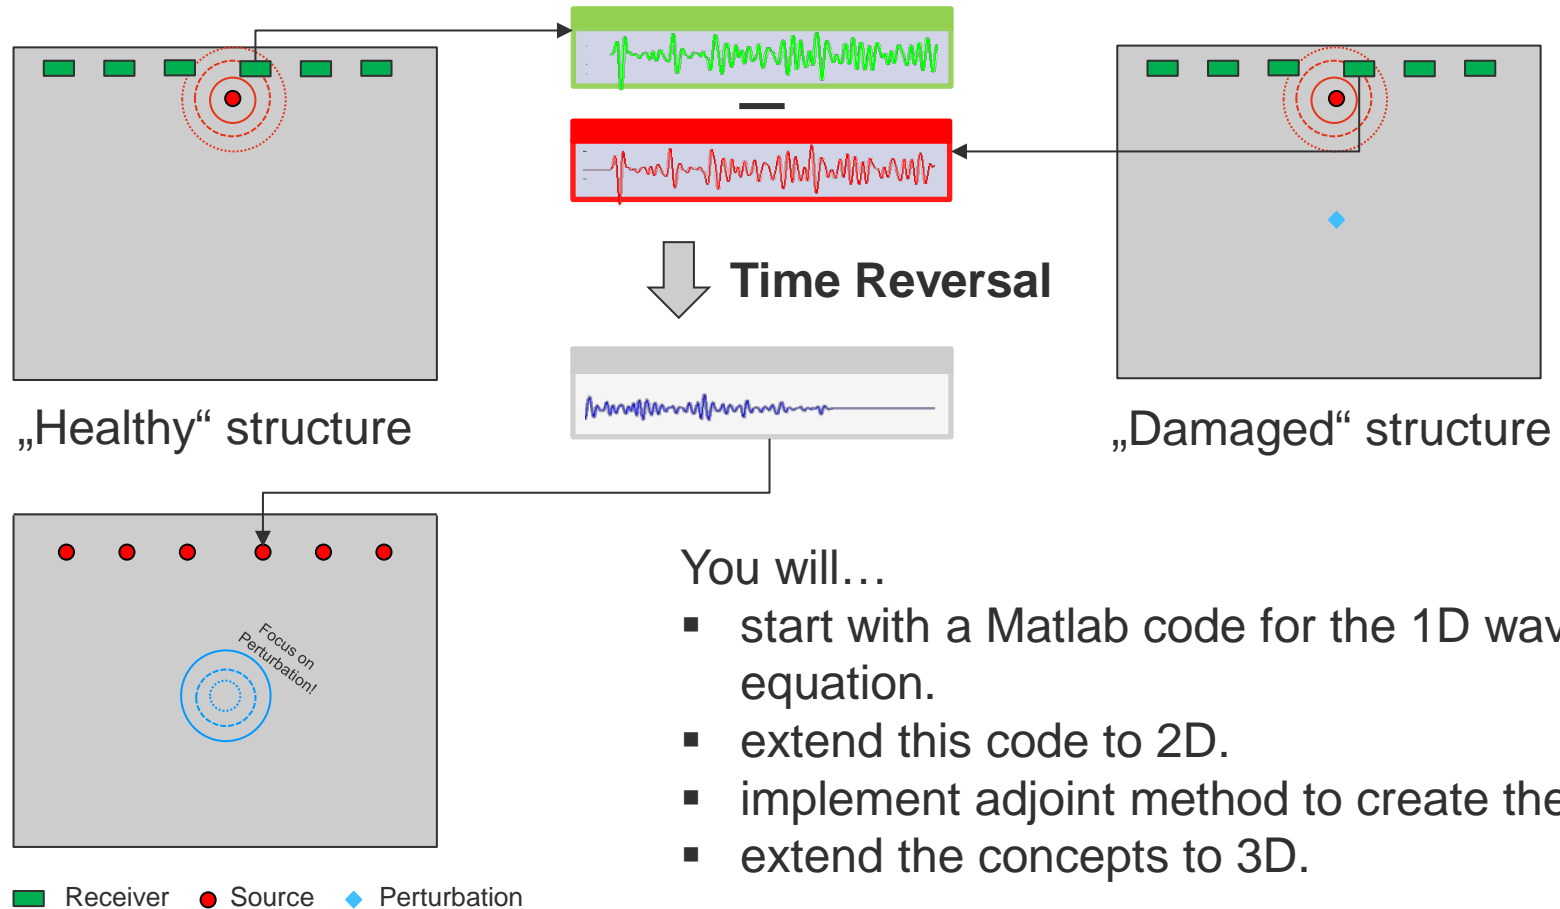 Time Reversal
„Healthy“ structure
„Damaged“ structure
Focus on
Perturbation!
You will…
▪ start with a Matlab code for the 1D wav
equation.
▪ extend this code to 2D.
▪ implement adjoint method to create the
▪ extend the concepts to 3D.
Receiver Source Perturbation